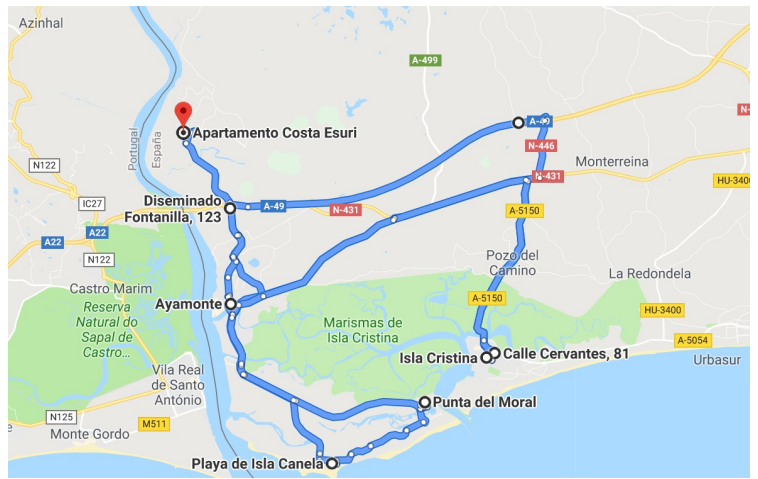 Azinhal
A-499
Apartamento Costa Esuri
A-49
N-446
Portugal
España
N122
Monterreina
N-431
HU-3400
IC27
Diseminado
Fontanilla, 123
A-49
N-431
A-5150
A22
A22
N122
Pozo del
Camino
La Redondela
Castro Marim
Ayamonte
A-5150
HU-3400
Reserva
Natural do
Sapal de
Castro...
Marismas de
Isla Cristina
A-5054
Isla Cristina
Calle Cervantes, 81
Urbasur
Vila Real
de Santo
António
Punta del Moral
N125
M511
Monte Gordo
Playa de Isla Canela